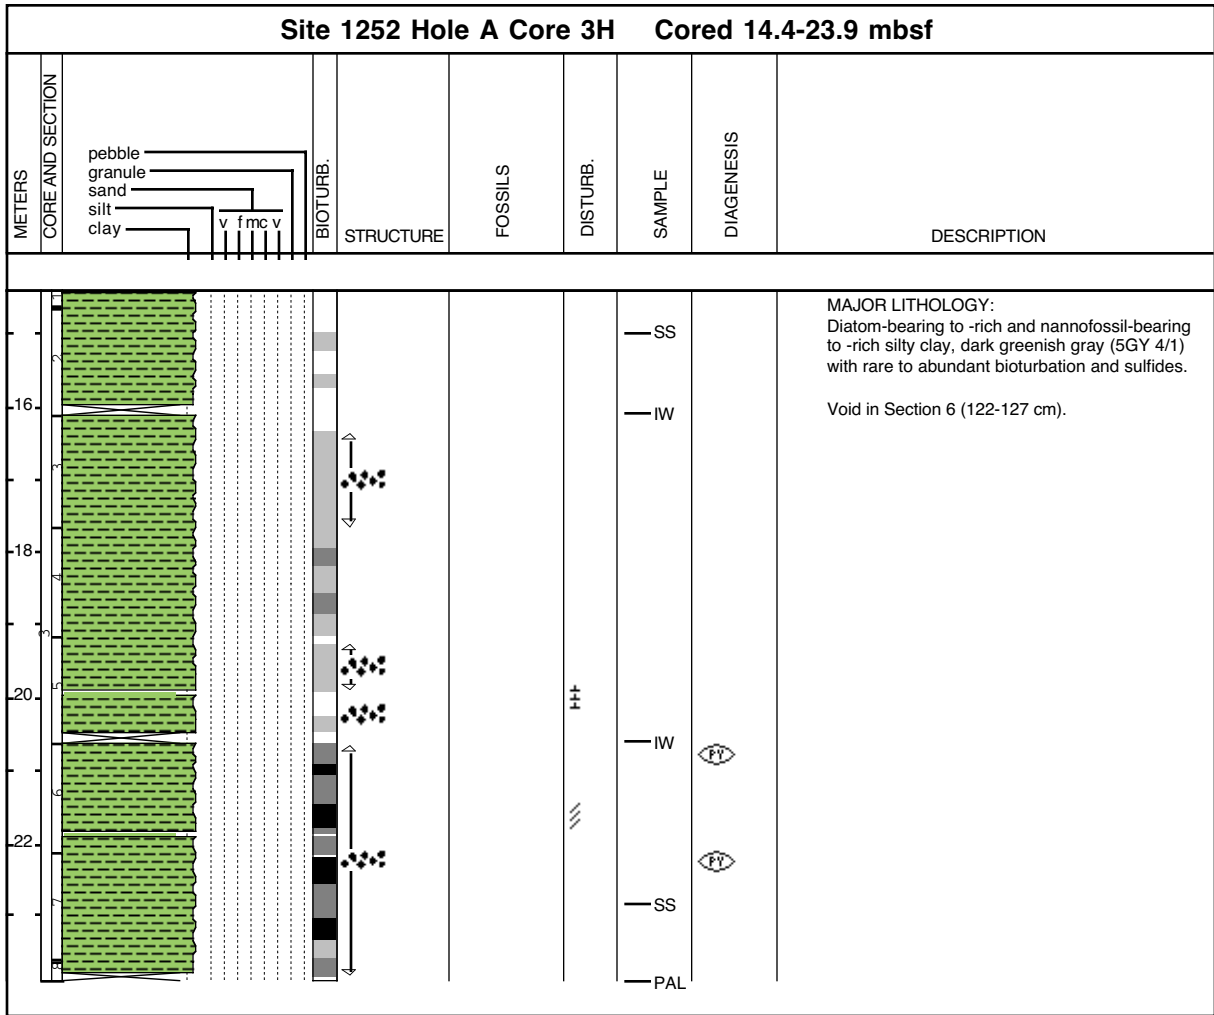 Site 1252 Hole A Core 3H Cored 14.4-23.9 mbsf
METERS
CORE AND SECTION
pebble
granule
sand
silt
clay
v f m c v
BIOTURB.
STRUCTURE
FOSSILS
DISTURB.
SAMPLE
DIAGENESIS
DESCRIPTION
1
2
16
3
18
4
3
5
20
6
22
7
8
SS
IW
IW
SS
PAL
PY
PY
MAJOR LITHOLOGY:
Diatom-bearing to -rich and nannofossil-bearing
to -rich silty clay, dark greenish gray (5GY 4/1)
with rare to abundant bioturbation and sulfides.
Void in Section 6 (122-127 cm).